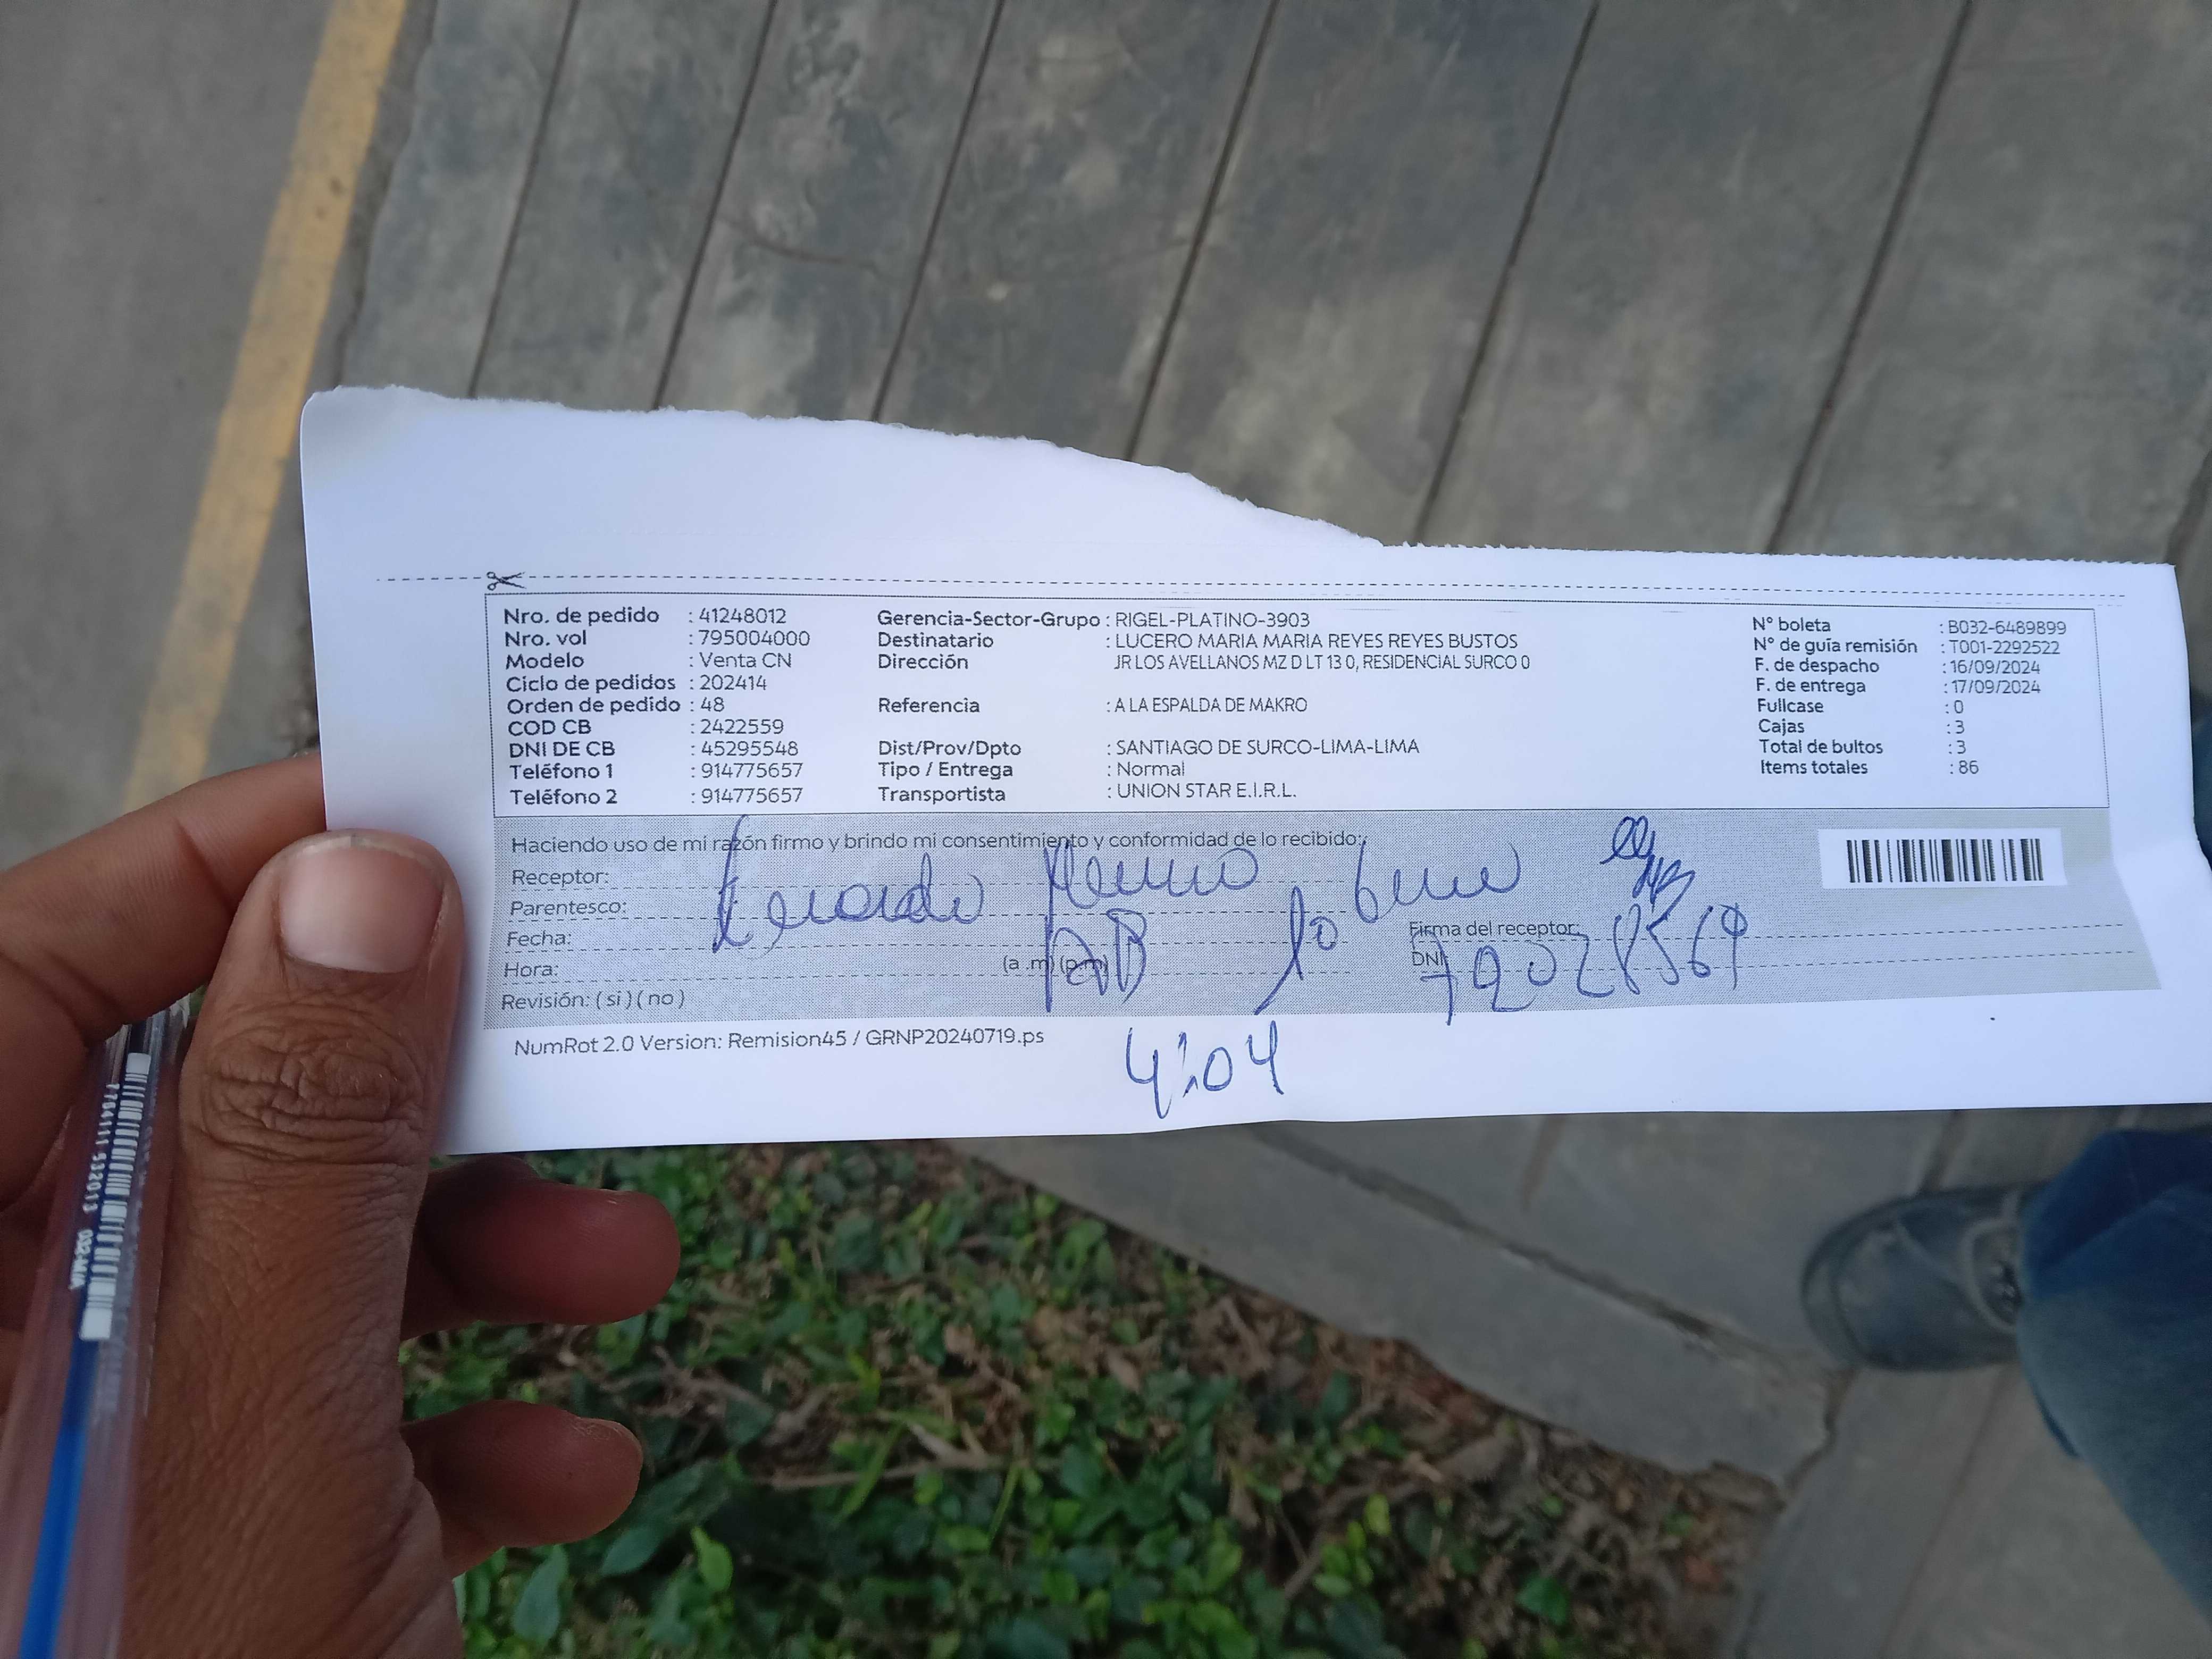 Nro. de pedido : 41248012
Nro. vol : 795004000
Modelo : Venta CN
Ciclo de pedidos : 202414
Orden de pedido : 48
COD CB : 2422559
DNI DE CB : 45295548
Teléfono 1 : 914775657
Teléfono 2 : 914775657
Gerencia-Sector-Grupo : RIGEL-PLATINO-3903
Destinatario : LUCERO MARIA MARIA REYES REYES BUSTOS
Dirección JR LOS AVELLANOS MZ D LT 13 0, RESIDENCIAL SURCO 0
Referencia : A LA ESPALDA DE MAKRO
Dist/Prov/Dpto : SANTIAGO DE SURCO-LIMA-LIMA
Tipo / Entrega : Normal
Transportista : UNION STAR E.I.R.L.
N° boleta : B032-6489899
N° de guía remisión : T001-2292522
F. de despacho : 16/09/2024
F. de entrega : 17/09/2024
Fullcase : 0
Cajas : 3
Total de bultos : 3
Items totales : 86
Haciendo uso de mi razón firmo y brindo mi consentimiento y conformidad de lo recibido:
Receptor:
Parentesco:
Fecha:
Firma del receptor:
Hora: (a .m) (p.m)
DNI:
Revisión: ( si ) ( no )
NumRot 2.0 Version: Remision45 / GRNP20240719.ps
4:04